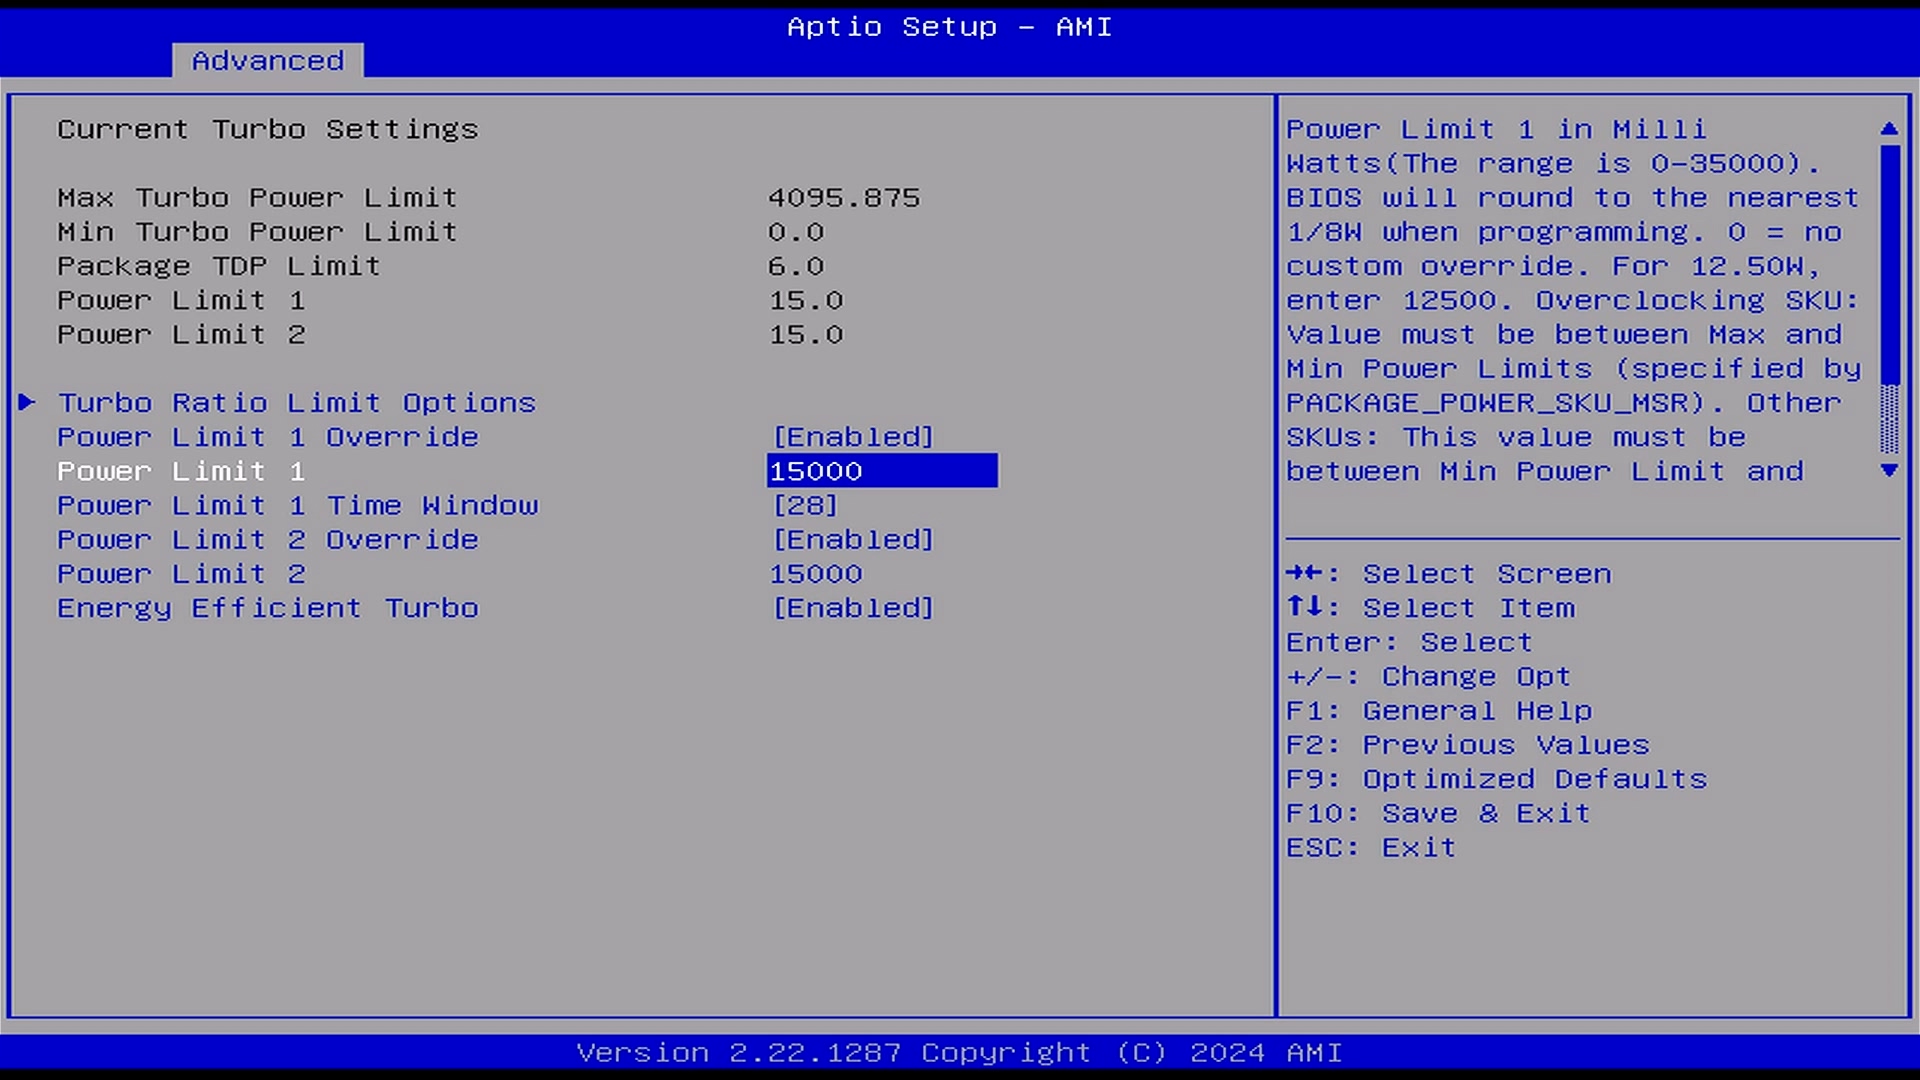 Aptio Setup – AMI
Advanced
Current Turbo Settings
Max Turbo Power Limit 4095.875
Min Turbo Power Limit 0.0
Package TDP Limit 6.0
Power Limit 1 15.0
Power Limit 2 15.0
▶ Turbo Ratio Limit Options
Power Limit 1 Override [Enabled]
Power Limit 1 15000
Power Limit 1 Time Window [28]
Power Limit 2 Override [Enabled]
Power Limit 2 15000
Energy Efficient Turbo [Enabled]
Power Limit 1 in Milli
Watts(The range is 0-35000).
BIOS will round to the nearest
1/8W when programming. 0 = no
custom override. For 12.50W,
enter 12500. Overclocking SKU:
Value must be between Max and
Min Power Limits (specified by
PACKAGE_POWER_SKU_MSR). Other
SKUs: This value must be
between Min Power Limit and
→←: Select Screen
↑↓: Select Item
Enter: Select
+/-: Change Opt
F1: General Help
F2: Previous Values
F9: Optimized Defaults
F10: Save & Exit
ESC: Exit
Version 2.22.1287 Copyright (C) 2024 AMI